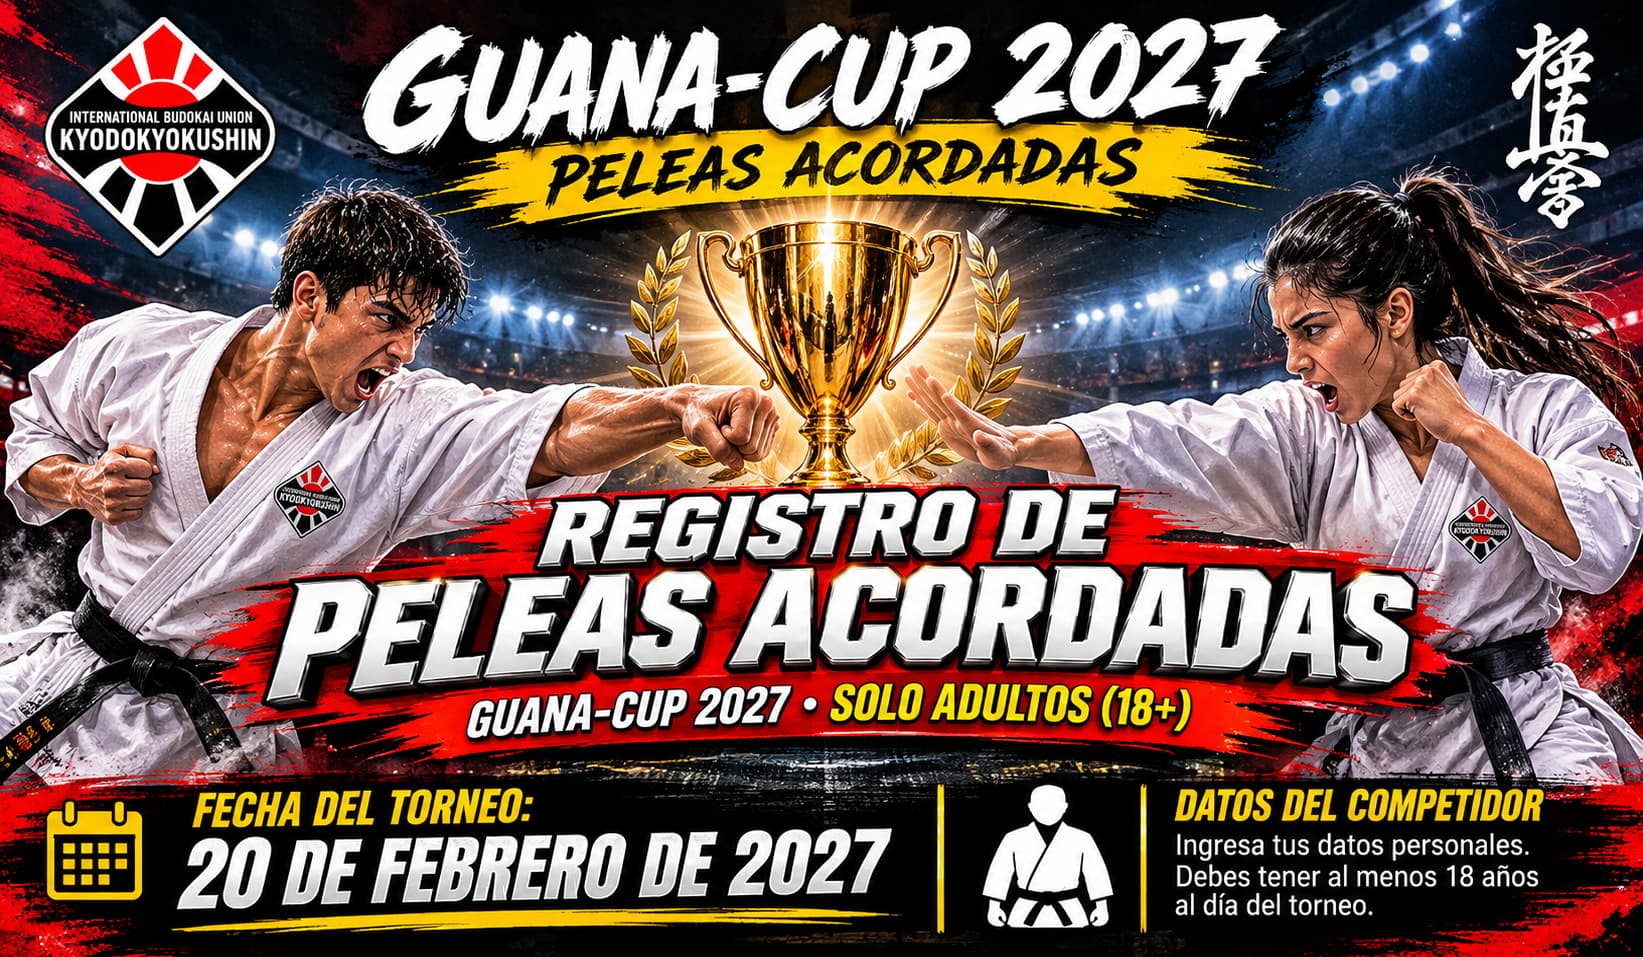 GUANA-CUP 2027
PELEAS ACORDADAS
INTERNATIONAL BUDOKAI UNION
KYODOKYOKUSHIN
極真會
KYODKYOKUSHIN
REGISTRO DE
PELEAS ACORDADAS
GUANA-CUP 2027 • SOLO ADULTOS (18+)
FECHA DEL TORNEO:
20 DE FEBRERO DE 2027
DATOS DEL COMPETIDOR
Ingresa tus datos personales.
Debes tener al menos 18 años
al día del torneo.